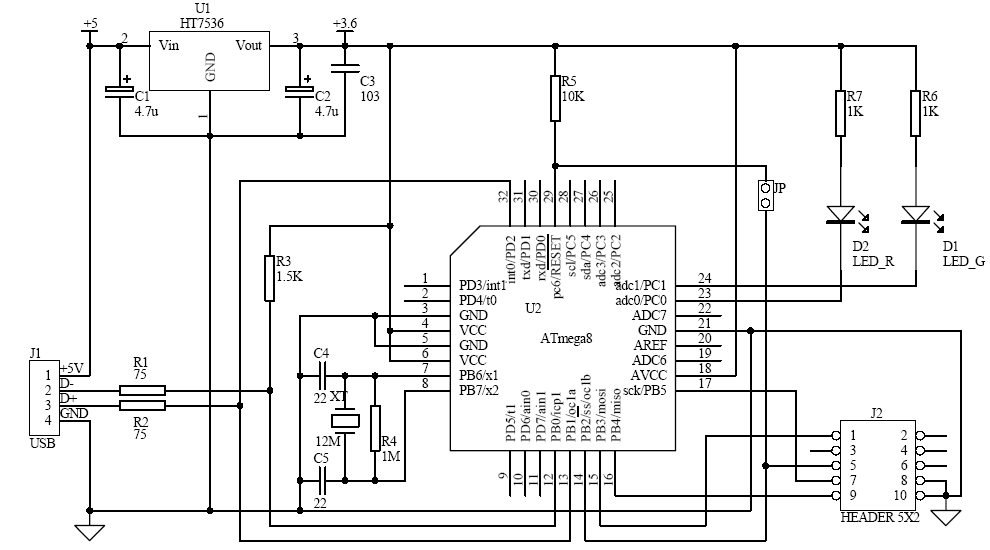 U1
HT7536
+5
+3.6
2
Vin
Vout
3
GND
1
+
C1
4.7u
+
C2
4.7u
C3
103
R5
10K
R7
1K
R6
1K
JP
D2
LED_R
D1
LED_G
R3
1.5K
32
31
30
29
28
27
26
25
int0/PD2
txd/PD1
rxd/PD0
pc6/RESET
scl/PC5
sda/PC4
adc3/PC3
adc2/PC2
U2
ATmega8
1 PD3/int1
2 PD4/t0
3 GND
4 VCC
5 GND
6 VCC
7 PB6/x1
8 PB7/x2
adc1/PC1 24
adc0/PC0 23
ADC7 22
GND 21
AREF 20
ADC6 19
AVCC 18
sck/PB5 17
PD5/t1
PD6/ain0
PD7/ain1
PB0/icp1
PB1/oc1a
PB2/ss/oc1b
PB3/mosi
PB4/miso
9
10
11
12
13
14
15
16
C4
22
XT
12M
R4
1M
C5
22
J1
1 +5V
2 D-
3 D+
4 GND
USB
R1
75
R2
75
J2
1 2
3 4
5 6
7 8
9 10
HEADER 5X2